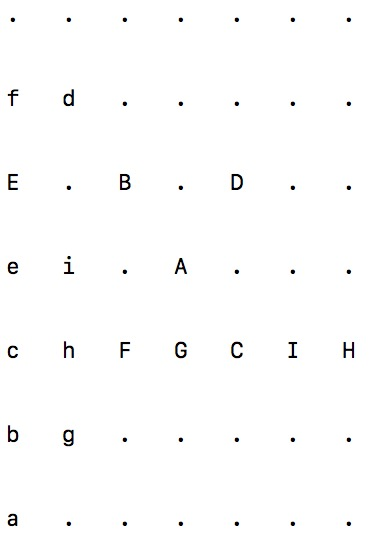 . . . . . . .
f d . . . . .
E . B . D . .
e i . A . . .
c h F G C I H
b g . . . . .
a . . . . . .